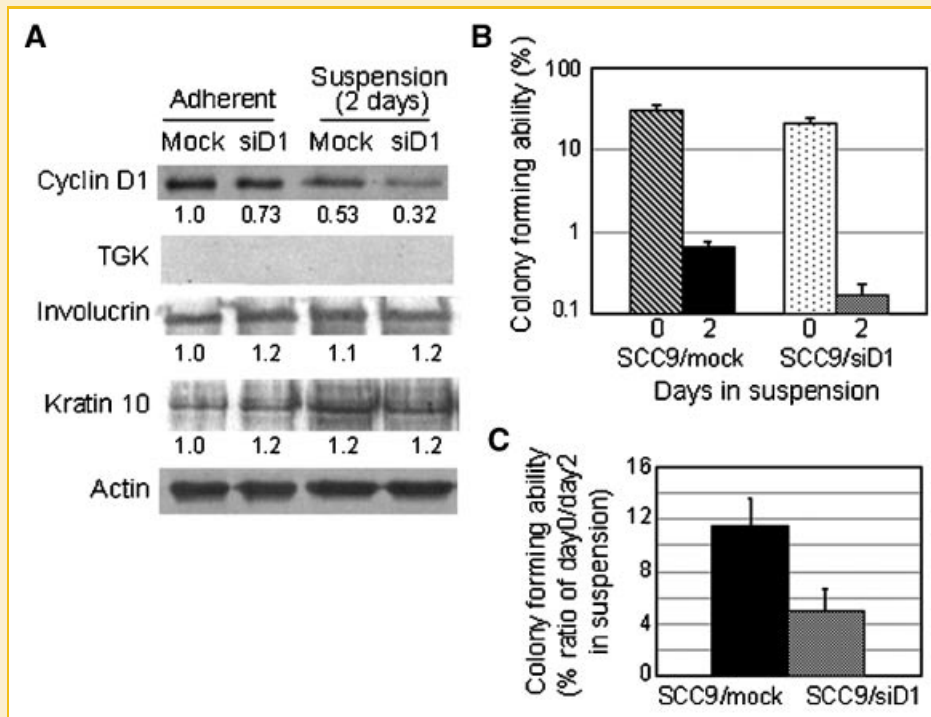 A
Adherent
Suspension
(2 days)
Mock siD1 Mock siD1
Cyclin D1
1.0 0.73 0.53 0.32
TGK
Involucrin
1.0 1.2 1.1 1.2
Kratin 10
1.0 1.2 1.2 1.2
Actin
B
Colony forming ability (%)
100
10
1
0.1
0 2 0 2
SCC9/mock SCC9/siD1
Days in suspension
C
Colony forming ability
(% ratio of day0/day2
in suspension)
16
12
8
4
0
SCC9/mock SCC9/siD1